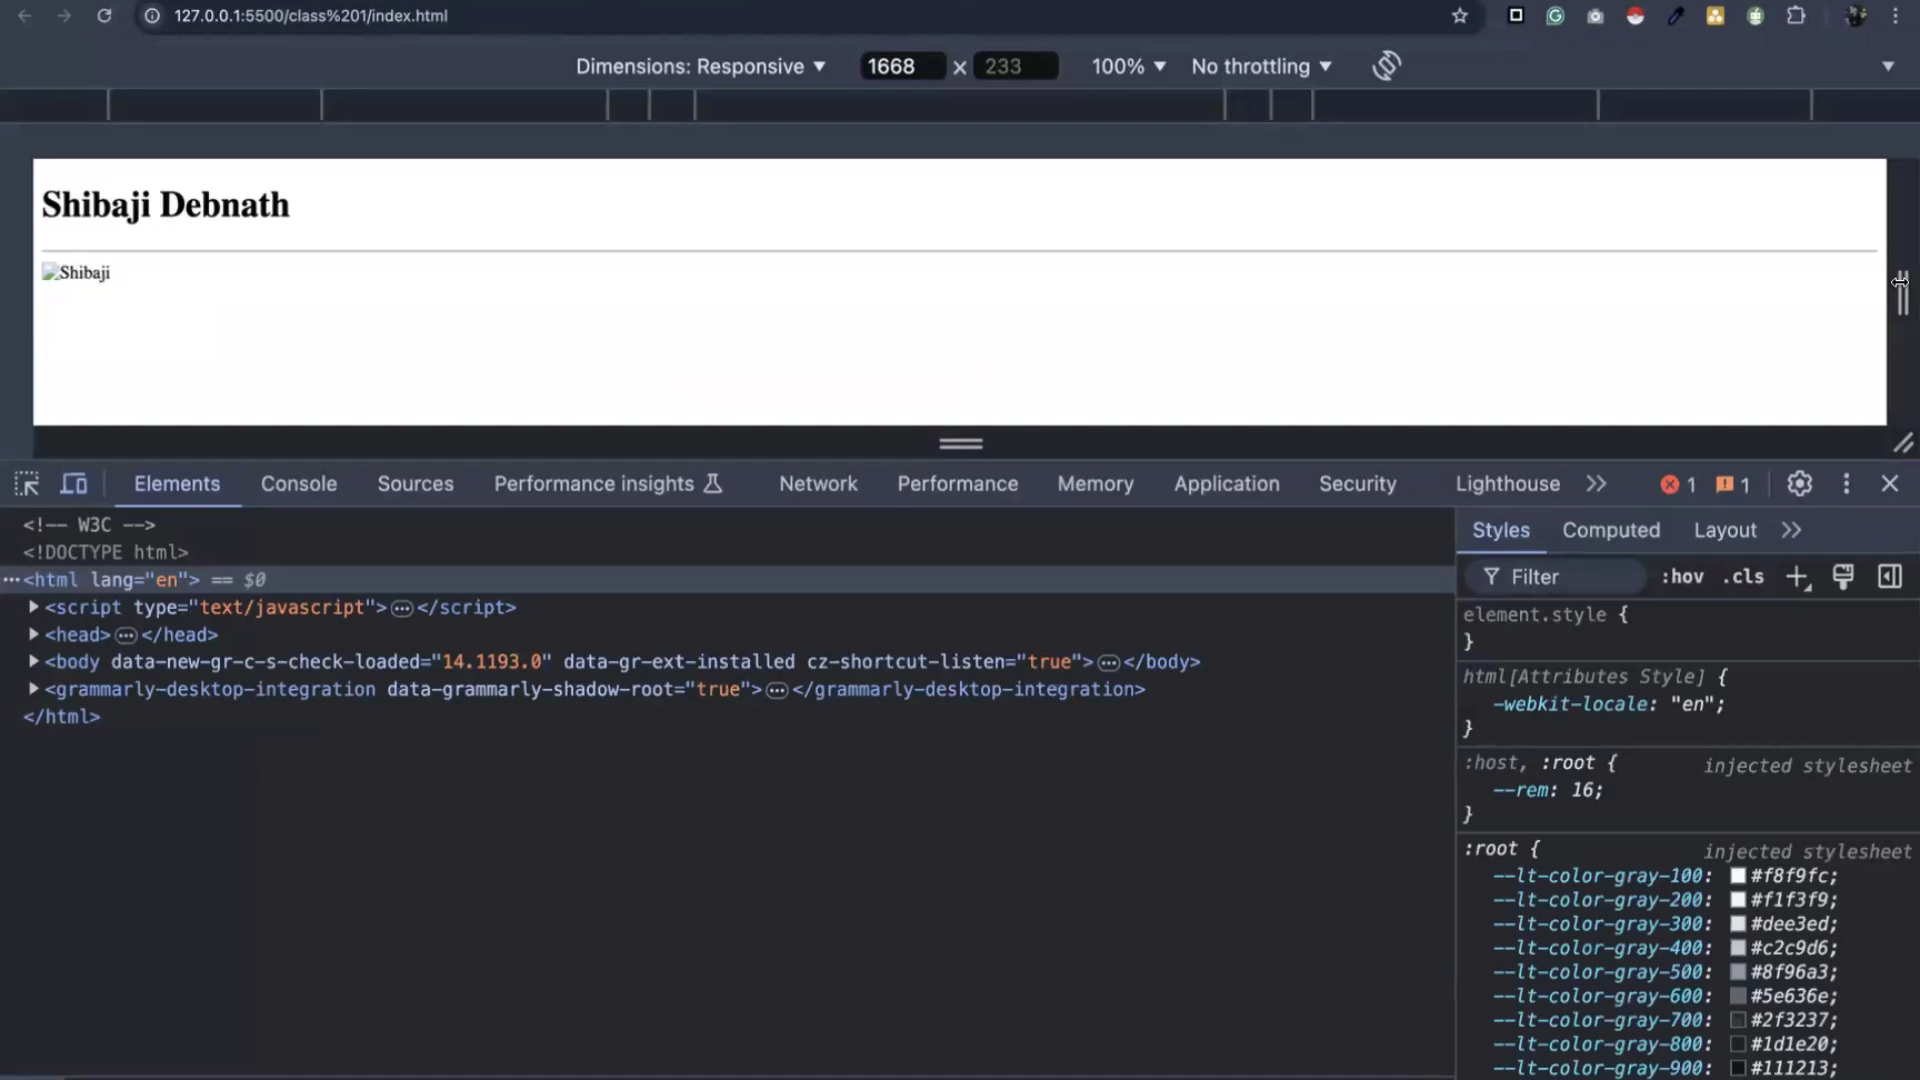 127.0.0.1:5500/class%201/index.html
Dimensions: Responsive ▼ 1668 × 233 100% ▼ No throttling ▼
Shibaji Debnath
Shibaji
Elements Console Sources Performance insights Network Performance Memory Application Security Lighthouse >> 1 1
<!-- W3C -->
<!DOCTYPE html>
<html lang="en"> == $0
<script type="text/javascript">…</script>
<head>…</head>
<body data-new-gr-c-s-check-loaded="14.1193.0" data-gr-ext-installed cz-shortcut-listen="true">…</body>
<grammarly-desktop-integration data-grammarly-shadow-root="true">…</grammarly-desktop-integration>
</html>
Styles Computed Layout >>
Filter :hov .cls +
element.style {
}
html[Attributes Style] {
-webkit-locale: "en";
}
:host, :root { injected stylesheet
--rem: 16;
}
:root { injected stylesheet
--lt-color-gray-100: #f8f9fc;
--lt-color-gray-200: #f1f3f9;
--lt-color-gray-300: #dee3ed;
--lt-color-gray-400: #c2c9d6;
--lt-color-gray-500: #8f96a3;
--lt-color-gray-600: #5e636e;
--lt-color-gray-700: #2f3237;
--lt-color-gray-800: #1d1e20;
--lt-color-gray-900: #111213;